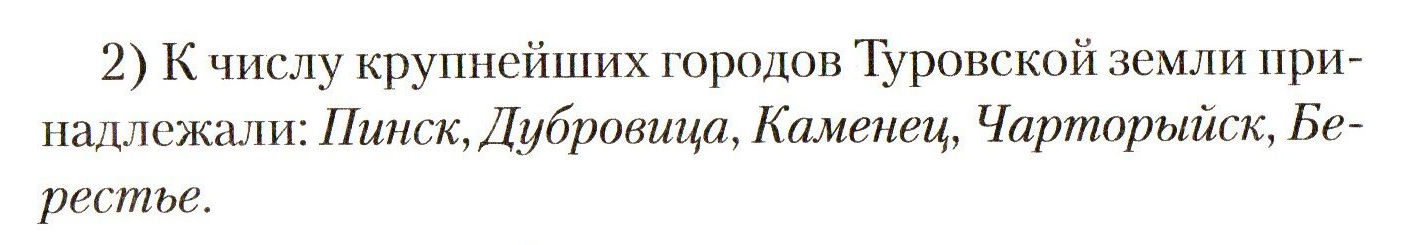 2) К числу крупнейших городов Туровской земли при-
надлежали: Пинск, Дубровица, Каменец, Чарторыйск, Бе-
рестье.